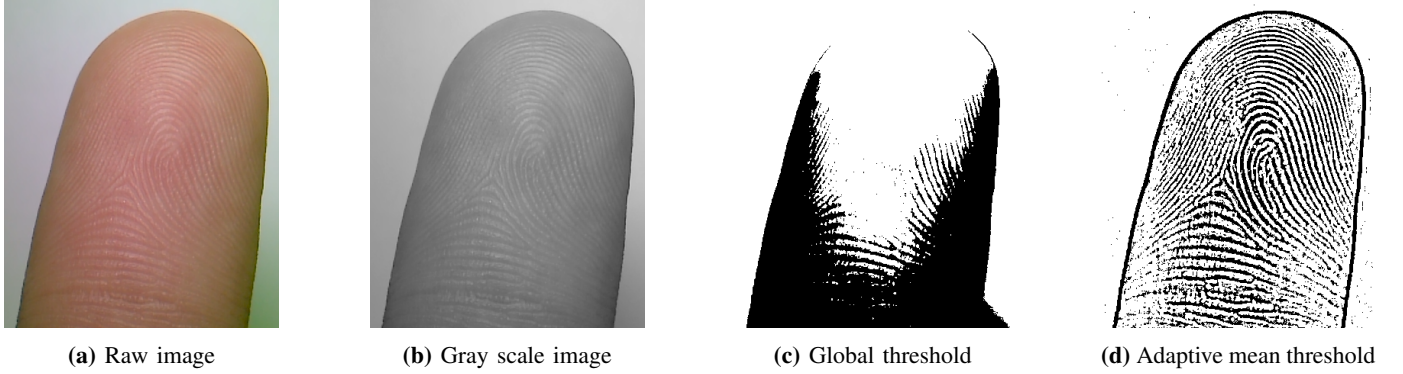 (a) Raw image
(b) Gray scale image
(c) Global threshold
(d) Adaptive mean threshold